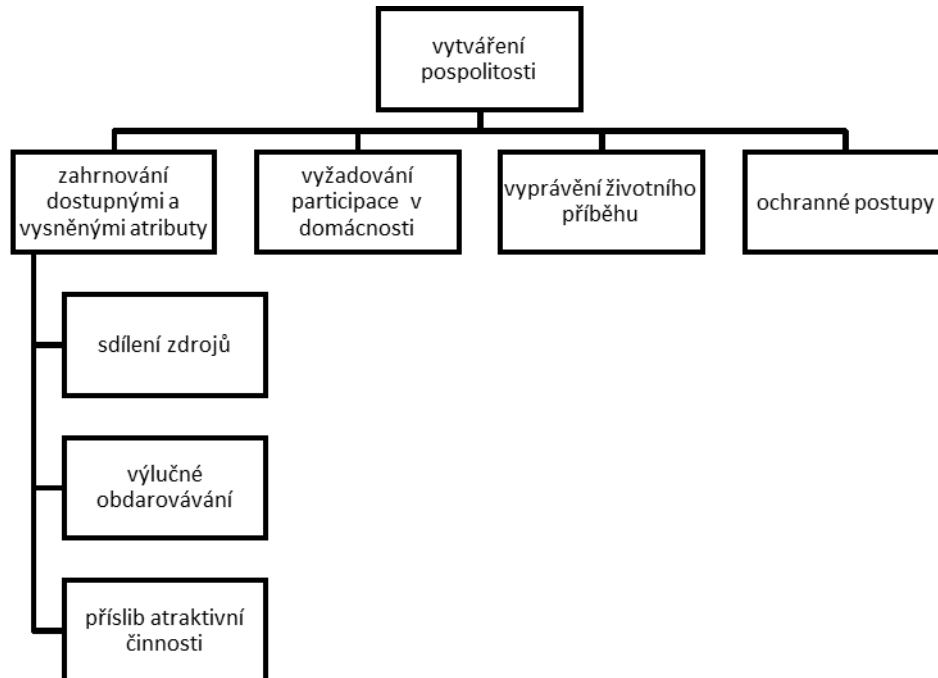 vytváření
pospolitosti
zahrnování
dostupnými a
vysněnými atributy
vyžadování
participace v
domácnosti
vyprávění životního
příběhu
ochranné postupy
sdílení zdrojů
výlučné
obdarovávání
příslib atraktivní
činnosti